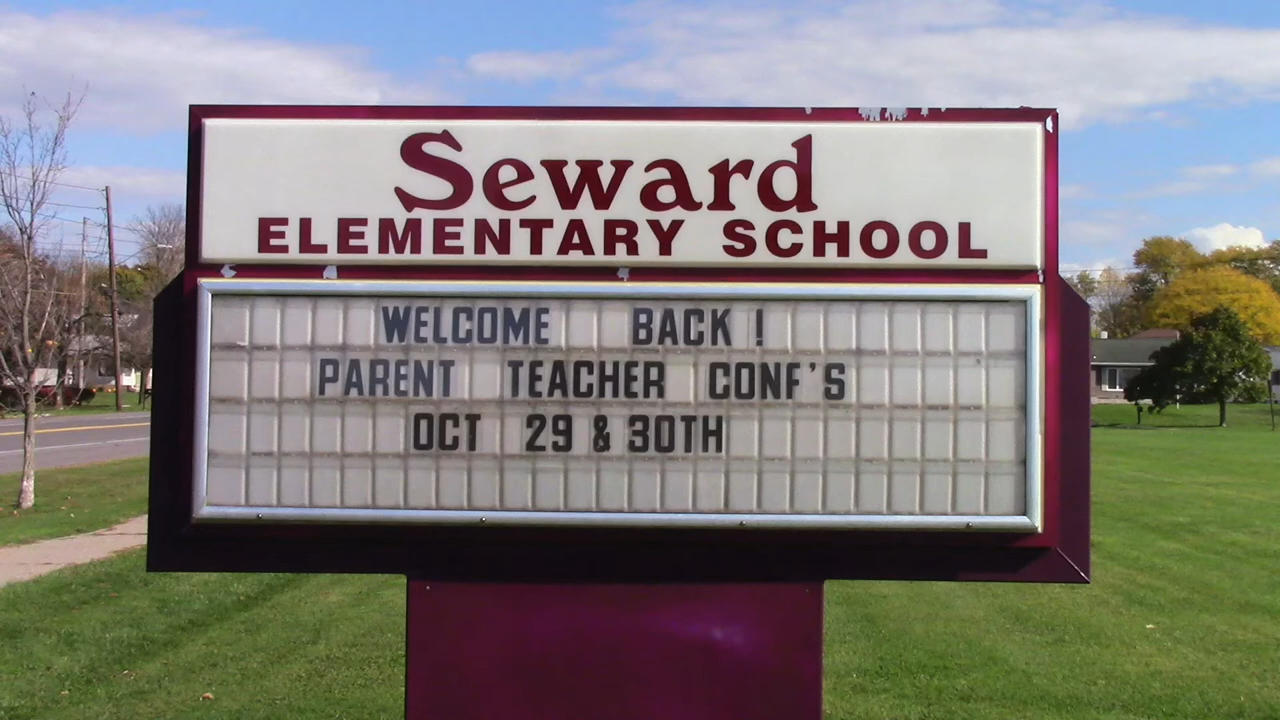 Seward
ELEMENTARY SCHOOL
WELCOME BACK !
PARENT TEACHER CONF'S
OCT 29 & 30TH